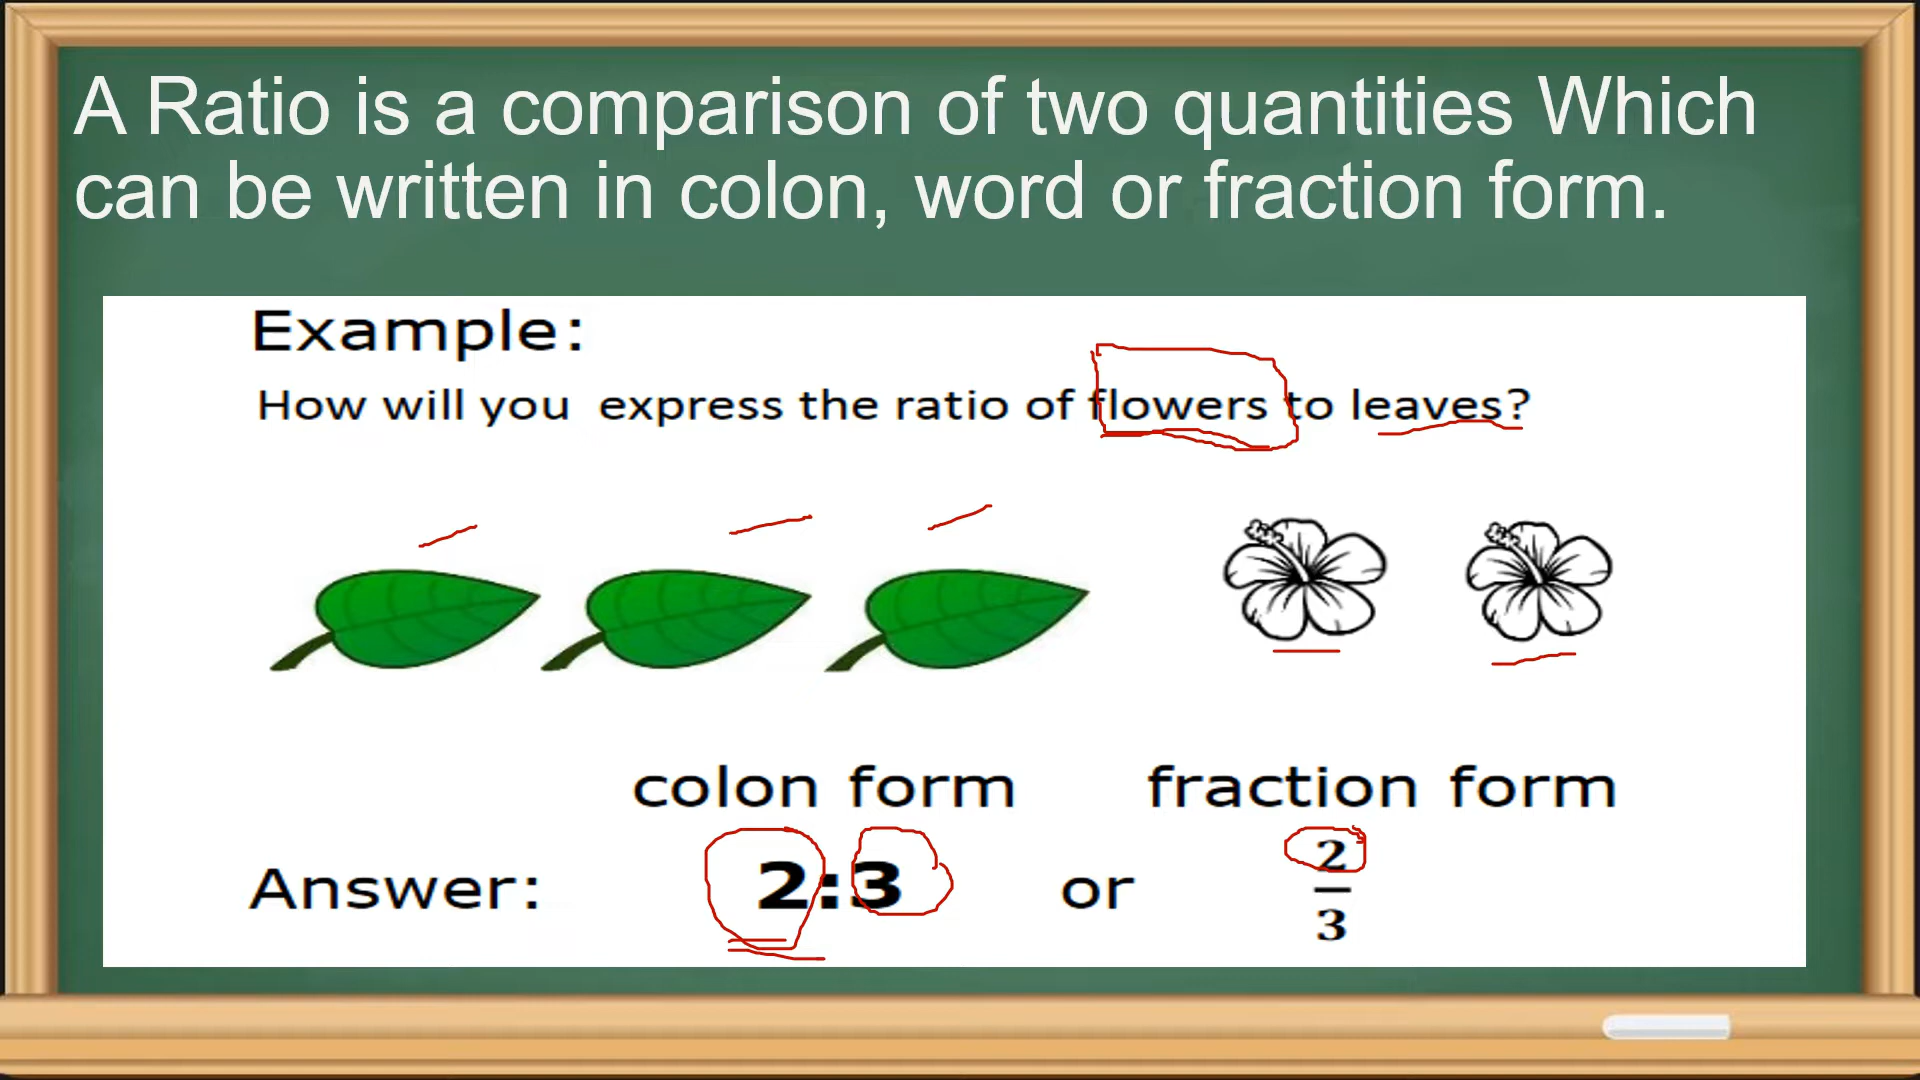 A Ratio is a comparison of two quantities Which
can be written in colon, word or fraction form.
Example:
How will you express the ratio of flowers to leaves?
colon form fraction form
Answer: 2:3 or 2/3